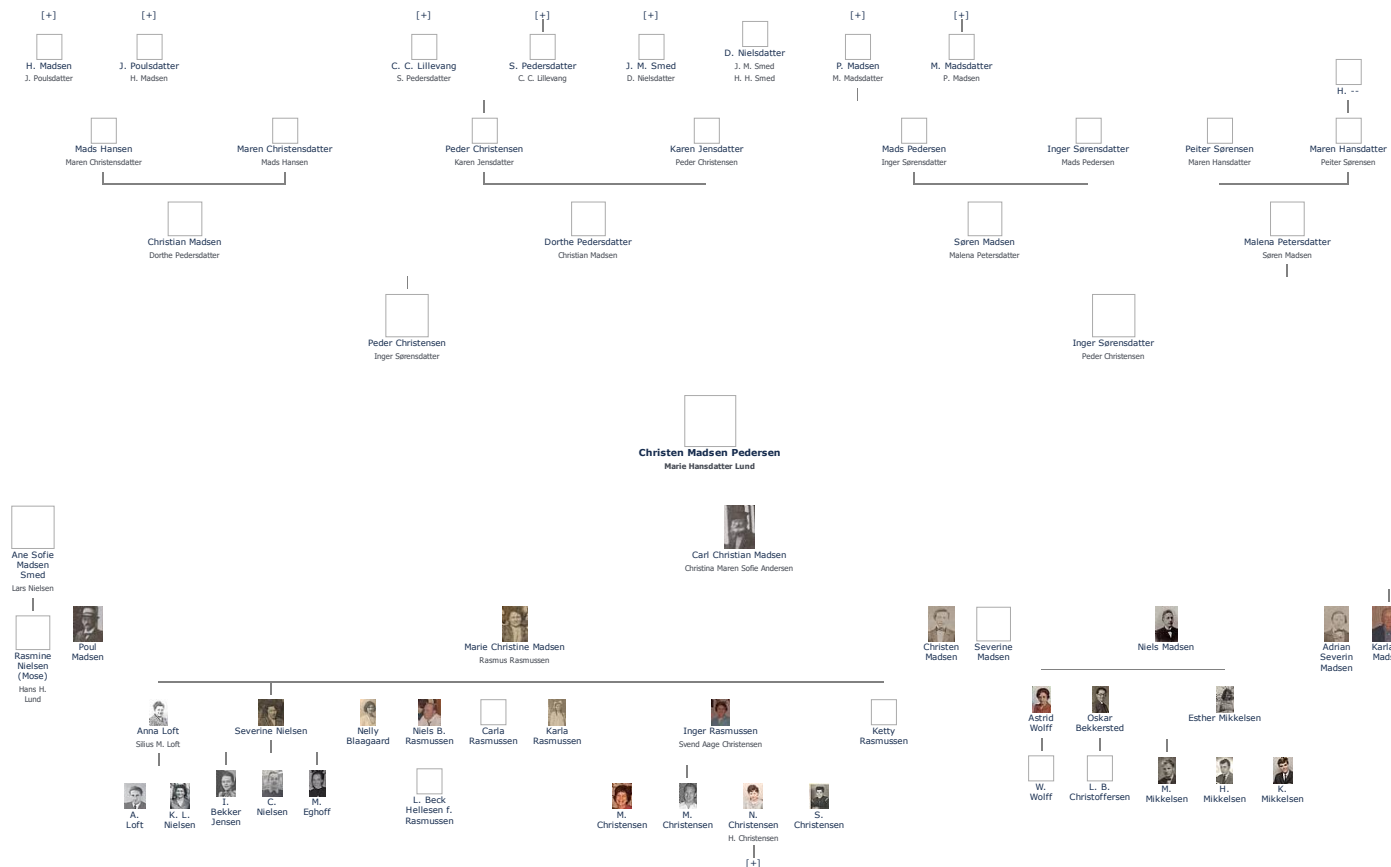 [+] [+] [+] [+] [+] [+] [+]
H. Madsen
J. Poulsdatter
J. Poulsdatter
H. Madsen
C. C. Lillevang
S. Pedersdatter
S. Pedersdatter
C. C. Lillevang
J. M. Smed
D. Nielsdatter
D. Nielsdatter
J. M. Smed
H. H. Smed
P. Madsen
M. Madsdatter
M. Madsdatter
P. Madsen
H. --
Mads Hansen
Maren Christensdatter
Maren Christensdatter
Mads Hansen
Peder Christensen
Karen Jensdatter
Karen Jensdatter
Peder Christensen
Mads Pedersen
Inger Sørensdatter
Inger Sørensdatter
Mads Pedersen
Peiter Sørensen
Maren Hansdatter
Maren Hansdatter
Peiter Sørensen
Christian Madsen
Dorthe Pedersdatter
Dorthe Pedersdatter
Christian Madsen
Søren Madsen
Malena Petersdatter
Malena Petersdatter
Søren Madsen
Peder Christensen
Inger Sørensdatter
Inger Sørensdatter
Peder Christensen
Christen Madsen Pedersen
Marie Hansdatter Lund
Ane Sofie
Madsen
Smed
Lars Nielsen
Carl Christian Madsen
Christina Maren Sofie Andersen
Rasmine
Nielsen
(Mose)
Hans H.
Lund
Poul
Madsen
Marie Christine Madsen
Rasmus Rasmussen
Christen
Madsen
Severine
Madsen
Niels Madsen
Adrian
Severin
Madsen
Karla
Mads
Anna Loft
Silius M. Loft
Severine Nielsen
Nelly
Blaagaard
Niels B.
Rasmussen
Carla
Rasmussen
Karla
Rasmussen
Inger Rasmussen
Svend Aage Christensen
Ketty
Rasmussen
Astrid
Wolff
Oskar
Bekkersted
Esther Mikkelsen
A.
Loft
K. L.
Nielsen
I.
Bekker
Jensen
C.
Nielsen
M.
Eghoff
L. Beck
Hellesen f.
Rasmussen
M.
Christensen
M.
Christensen
N.
Christensen
H. Christensen
[+]
S.
Christensen
W.
Wolff
L. B.
Christoffersen
M.
Mikkelsen
H.
Mikkelsen
K.
Mikkelsen